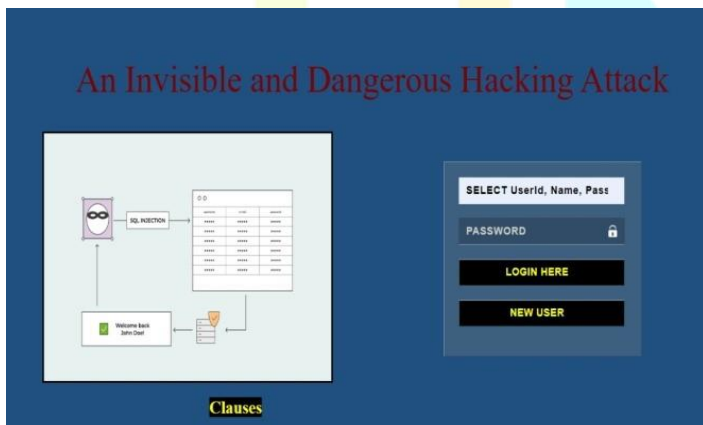 An Invisible and Dangerous Hacking Attack
SQL INJECTION
Welcome back
John Doe!
Clauses
SELECT UserId, Name, Pass
PASSWORD
LOGIN HERE
NEW USER